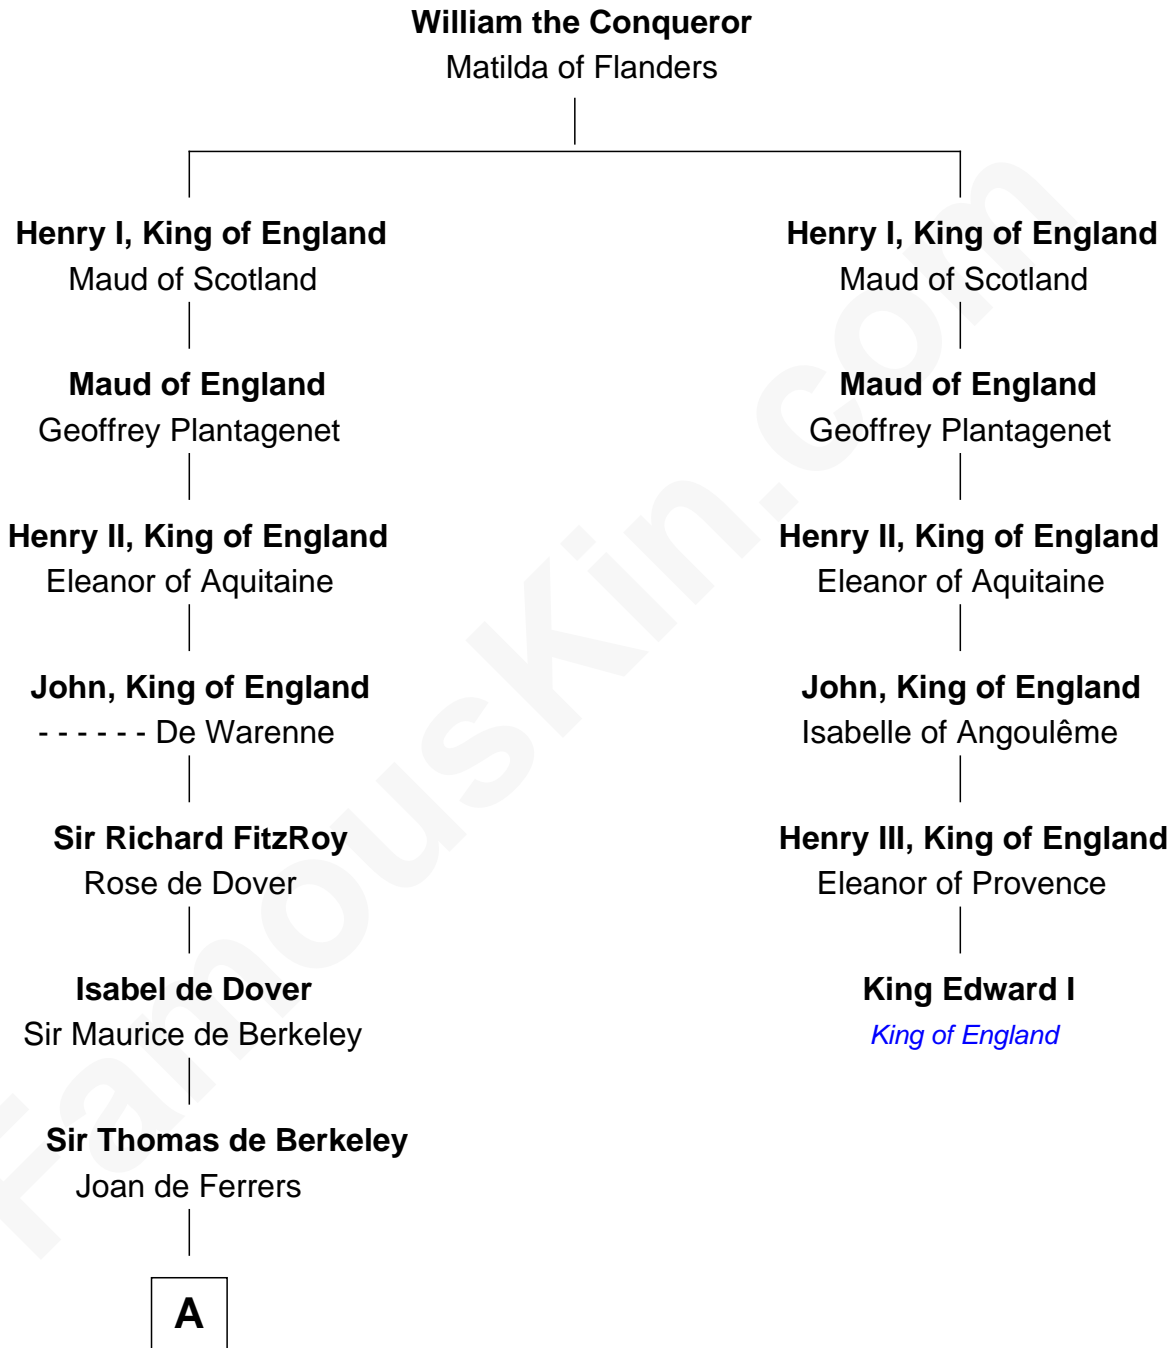 William the Conqueror
Matilda of Flanders
Henry I, King of England
Maud of Scotland
Maud of England
Geoffrey Plantagenet
Henry II, King of England
Eleanor of Aquitaine
John, King of England
- - - - - - De Warenne
Sir Richard FitzRoy
Rose de Dover
Isabel de Dover
Sir Maurice de Berkeley
Sir Thomas de Berkeley
Joan de Ferrers
A
Henry I, King of England
Maud of Scotland
Maud of England
Geoffrey Plantagenet
Henry II, King of England
Eleanor of Aquitaine
John, King of England
Isabelle of Angoulême
Henry III, King of England
Eleanor of Provence
King Edward I
King of England
FamousKin.com